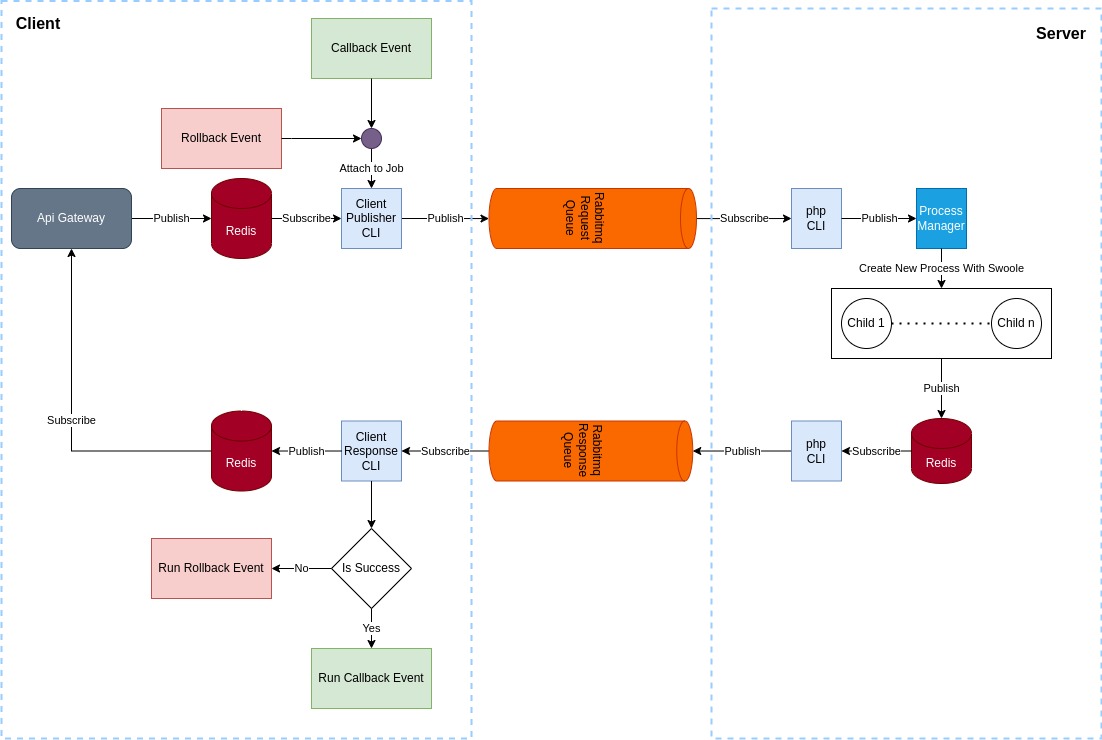 Client
Server
Callback Event
Rollback Event
Attach to Job
Api Gateway
Publish
Redis
Subscribe
Client
Publisher
CLI
Publish
Rabbitmq
Request
Queue
Subscribe
php
CLI
Publish
Process
Manager
Create New Process With Swoole
Child 1
Child n
Publish
Subscribe
Redis
Publish
Client
Response
CLI
Subscribe
Rabbitmq
Response
Queue
Publish
php
CLI
Subscribe
Redis
Run Rollback Event
No
Is Success
Yes
Run Callback Event